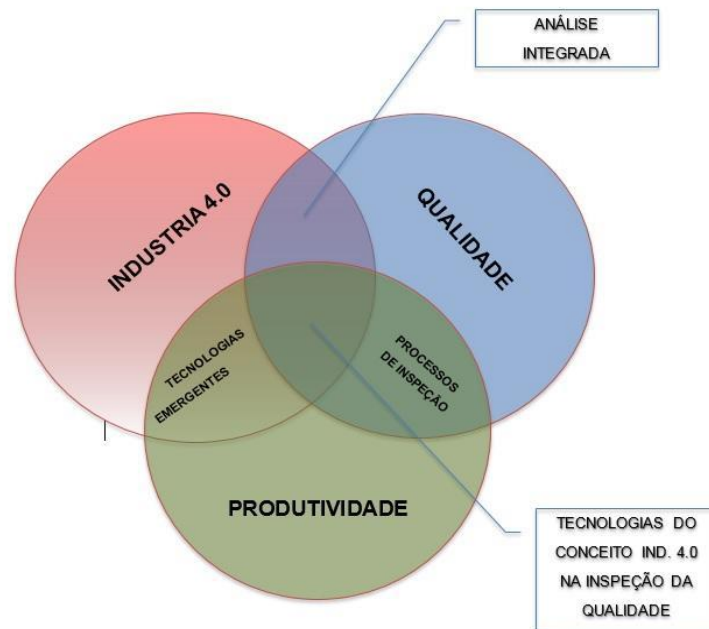 ANÁLISE
INTEGRADA
INDUSTRIA 4.0
QUALIDADE
TECNOLOGIAS
EMERGENTES
PROCESSOS
DE INSPEÇÃO
PRODUTIVIDADE
TECNOLOGIAS DO
CONCEITO IND. 4.0
NA INSPEÇÃO DA
QUALIDADE